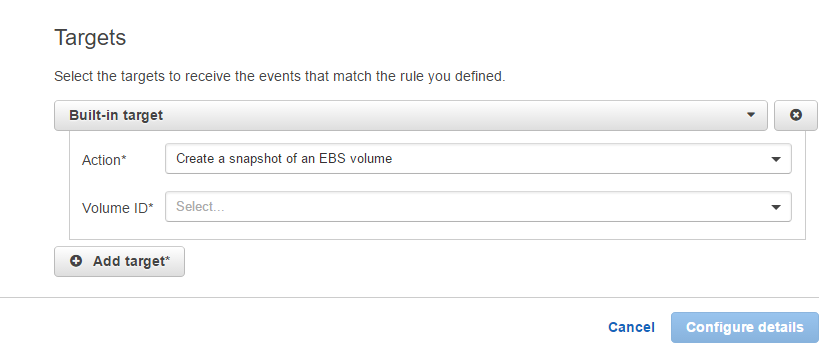 Targets
Select the targets to receive the events that match the rule you defined.
Built-in target
Action* Create a snapshot of an EBS volume
Volume ID* Select...
Add target*
Cancel Configure details